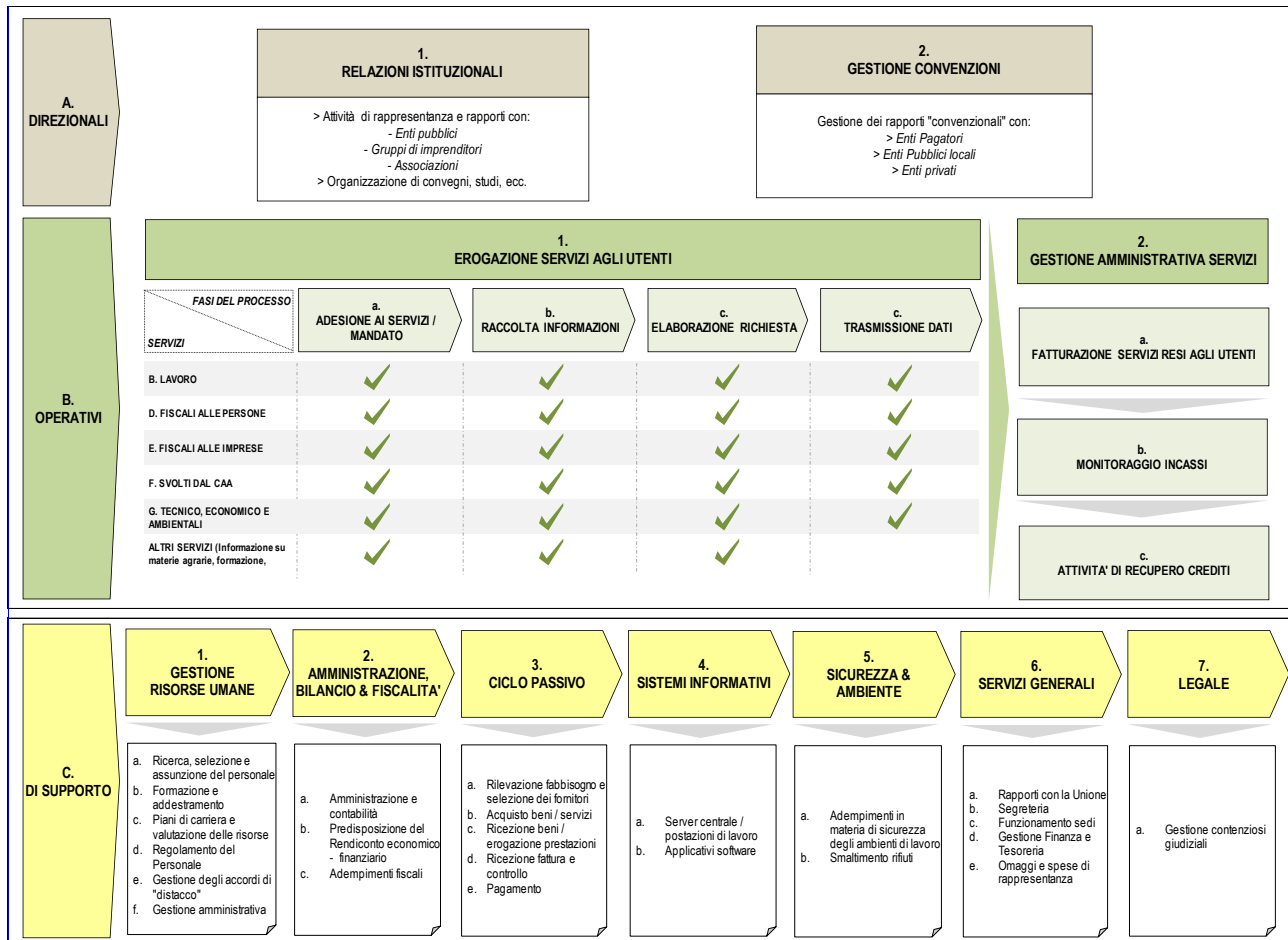 A.
DIREZIONALI
1.
RELAZIONI ISTITUZIONALI
> Attività di rappresentanza e rapporti con:
- Enti pubblici
- Gruppi di imprenditori
- Associazioni
> Organizzazione di convegni, studi, ecc.
2.
GESTIONE CONVENZIONI
Gestione dei rapporti "convenzionali" con:
> Enti Pagatori
> Enti Pubblici locali
> Enti privati
B.
OPERATIVI
1.
EROGAZIONE SERVIZI AGLI UTENTI
FASI DEL PROCESSO
SERVIZI
a.
ADESIONE AI SERVIZI /
MANDATO
b.
RACCOLTA INFORMAZIONI
c.
ELABORAZIONE RICHIESTA
c.
TRASMISSIONE DATI
B. LAVORO
D. FISCALI ALLE PERSONE
E. FISCALI ALLE IMPRESE
F. SVOLTI DAL CAA
G. TECNICO, ECONOMICO E
AMBIENTALI
ALTRI SERVIZI (Informazione su
materie agrarie, formazione,
2.
GESTIONE AMMINISTRATIVA SERVIZI
a.
FATTURAZIONE SERVIZI RESI AGLI UTENTI
b.
MONITORAGGIO INCASSI
c.
ATTIVITA' DI RECUPERO CREDITI
C.
DI SUPPORTO
1.
GESTIONE
RISORSE UMANE
a. Ricerca, selezione e
assunzione del personale
b. Formazione e
addestramento
c. Piani di carriera e
valutazione delle risorse
d. Regolamento del
Personale
e. Gestione degli accordi di
"distacco"
f. Gestione amministrativa
2.
AMMINISTRAZIONE,
BILANCIO & FISCALITA'
a. Amministrazione e
contabilità
b. Predisposizione del
Rendiconto economico
- finanziario
c. Adempimenti fiscali
3.
CICLO PASSIVO
a. Rilevazione fabbisogno e
selezione dei fornitori
b. Acquisto beni / servizi
c. Ricezione beni /
erogazione prestazioni
d. Ricezione fattura e
controllo
e. Pagamento
4.
SISTEMI INFORMATIVI
a. Server centrale /
postazioni di lavoro
b. Applicativi software
5.
SICUREZZA &
AMBIENTE
a. Adempimenti in
materia di sicurezza
degli ambienti di lavoro
b. Smaltimento rifiuti
6.
SERVIZI GENERALI
a. Rapporti con la Unione
b. Segreteria
c. Funzionamento sedi
d. Gestione Finanza e
Tesoreria
e. Omaggi e spese di
rappresentanza
7.
LEGALE
a. Gestione contenziosi
giudiziali